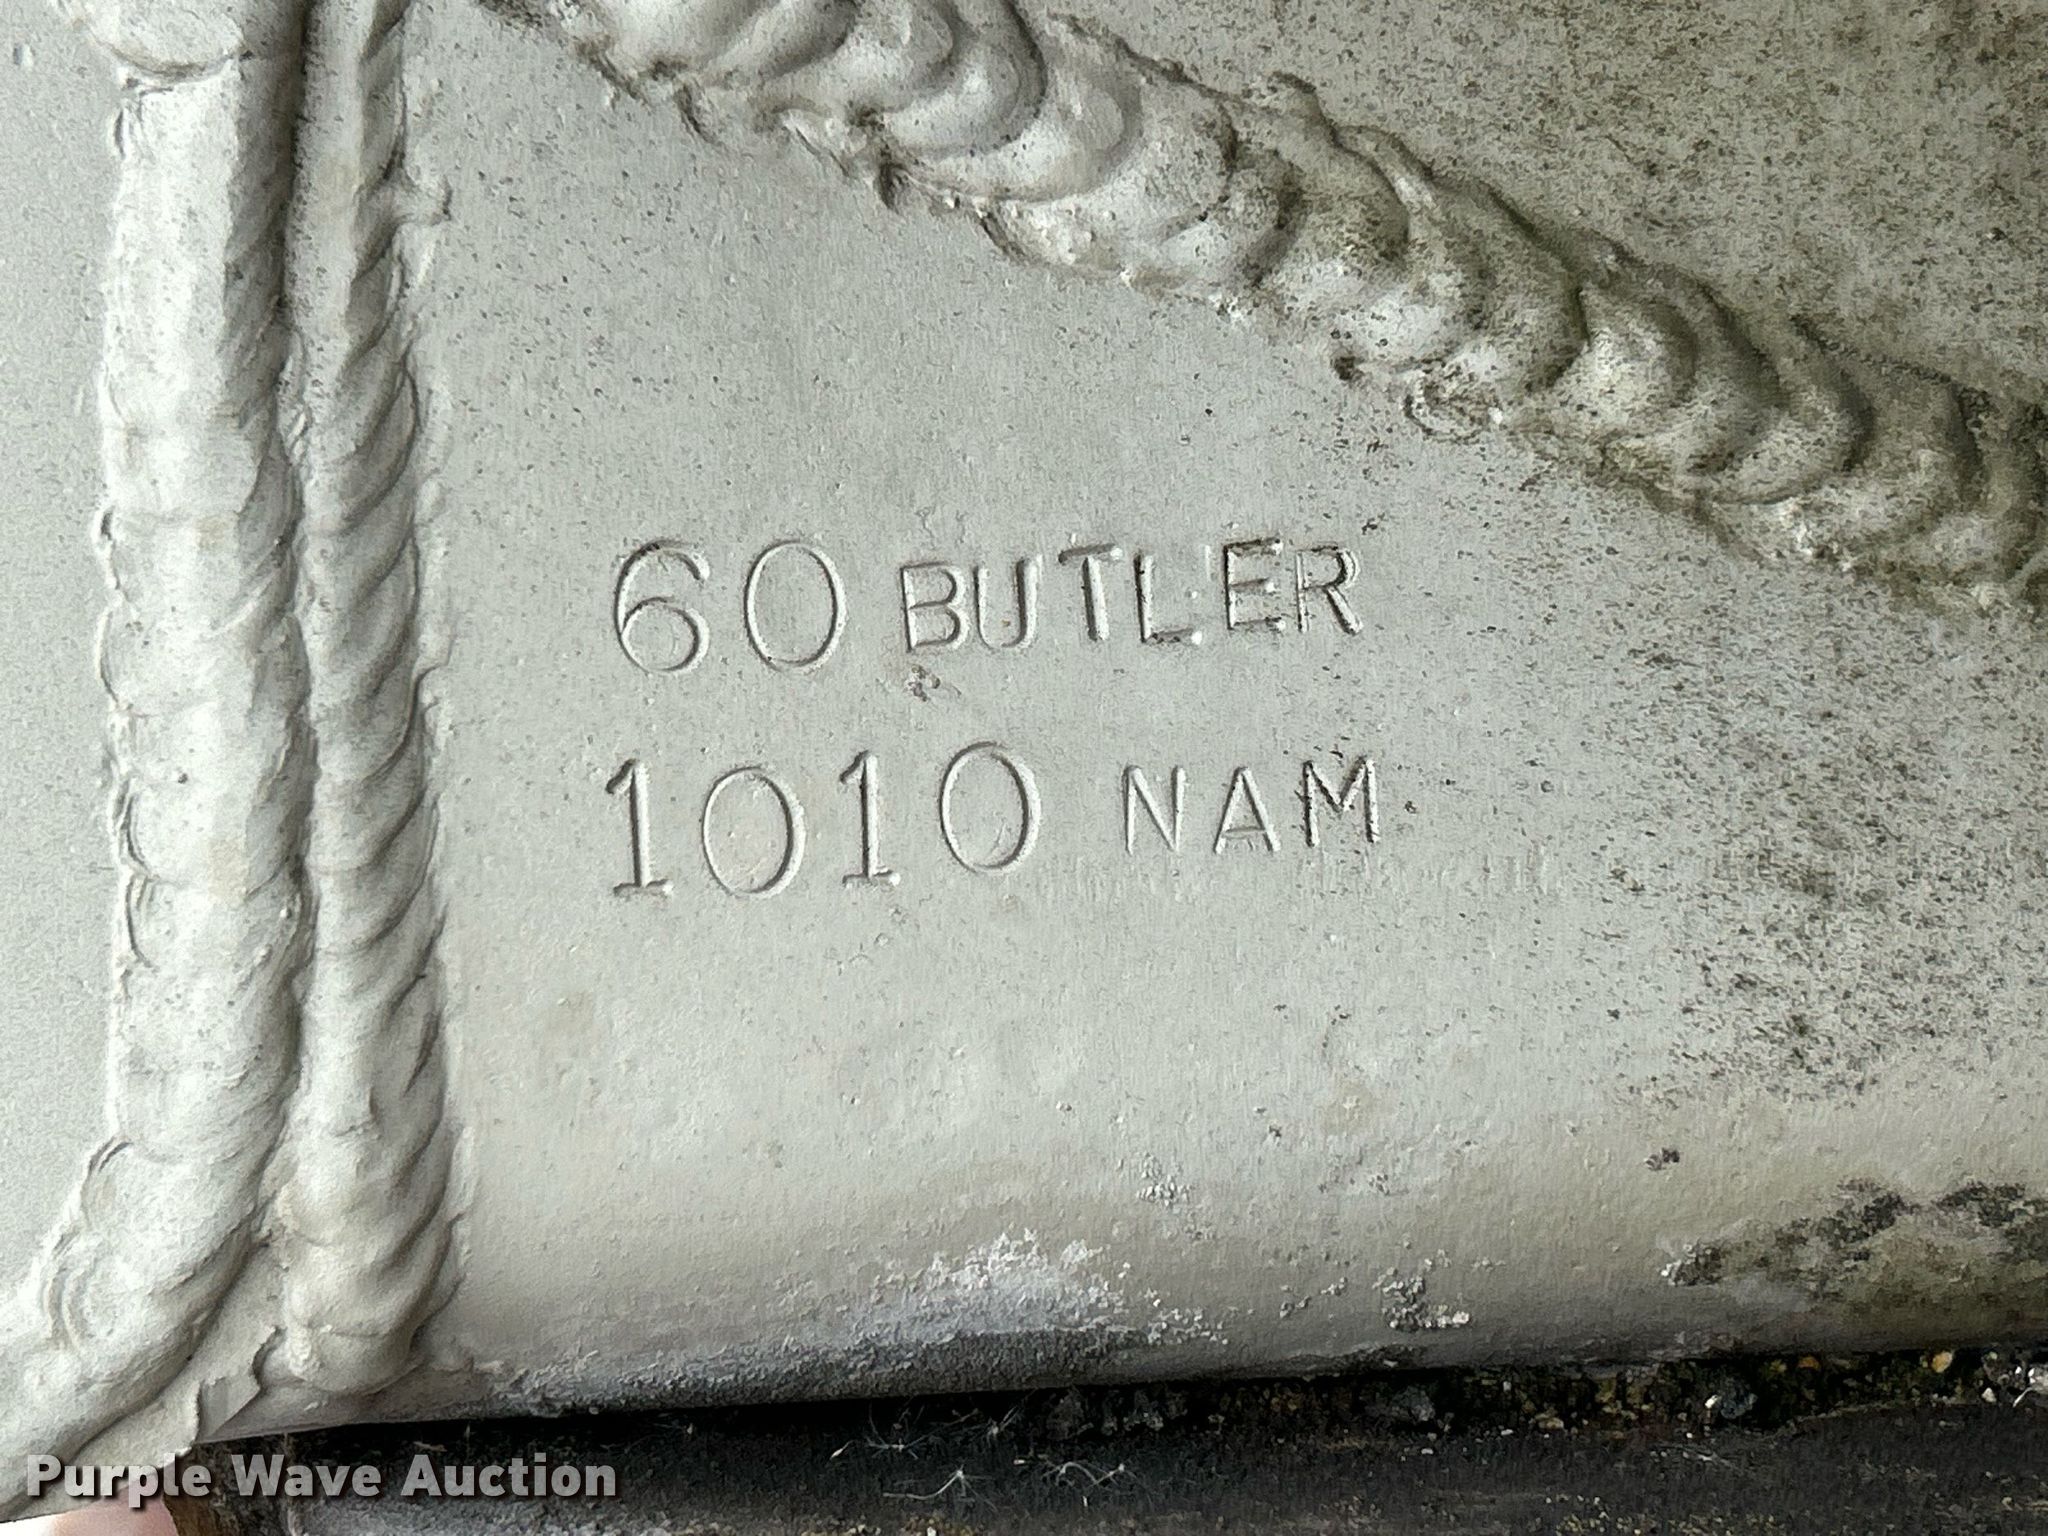 60 BUTLER
1010 NAM
Purple Wave Auction